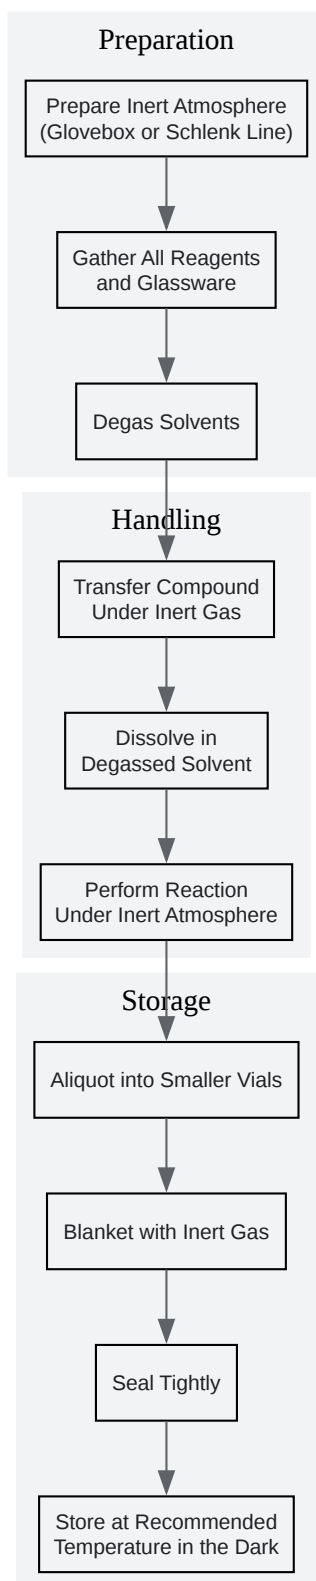 Preparation
Prepare Inert Atmosphere
(Glovebox or Schlenk Line)
Gather All Reagents
and Glassware
Degas Solvents
Handling
Transfer Compound
Under Inert Gas
Dissolve in
Degassed Solvent
Perform Reaction
Under Inert Atmosphere
Storage
Aliquot into Smaller Vials
Blanket with Inert Gas
Seal Tightly
Store at Recommended
Temperature in the Dark